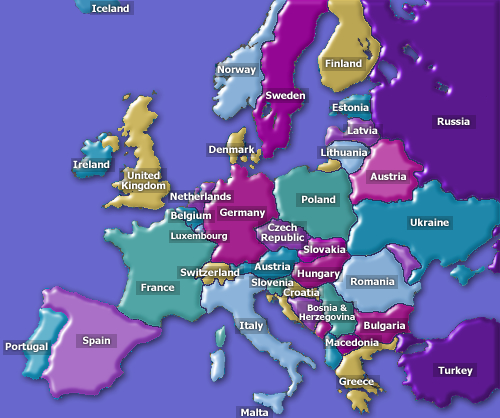 Iceland
Norway
Finland
Sweden
Estonia
Russia
Latvia
Denmark
Lithuania
Ireland
United
Kingdom
Austria
Netherlands
Poland
Belgium
Germany
Ukraine
Luxembourg
Czech
Republic
Slovakia
Switzerland
Austria
Hungary
France
Slovenia
Romania
Croatia
Bosnia &
Herzegovina
Italy
Bulgaria
Portugal
Spain
Macedonia
Turkey
Greece
Malta